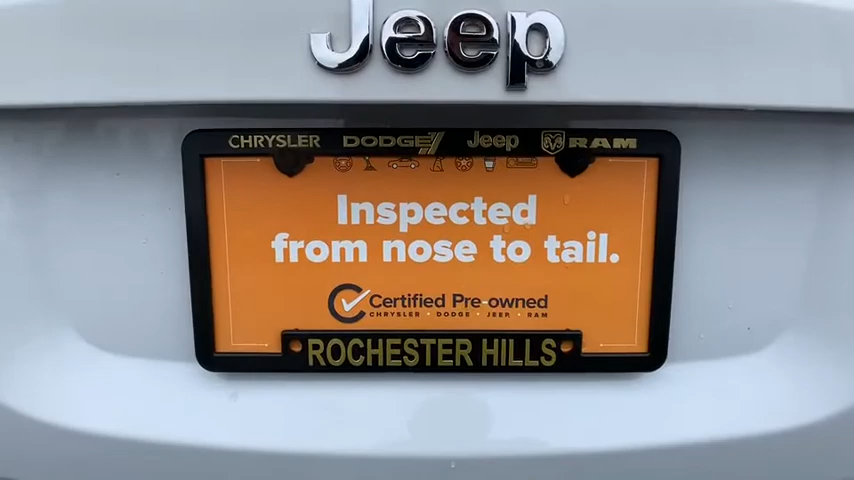 Jeep
CHRYSLER DODGE Jeep RAM
Inspected
from nose to tail.
Certified Pre-owned
CHRYSLER • DODGE • JEEP • RAM
ROCHESTER HILLS